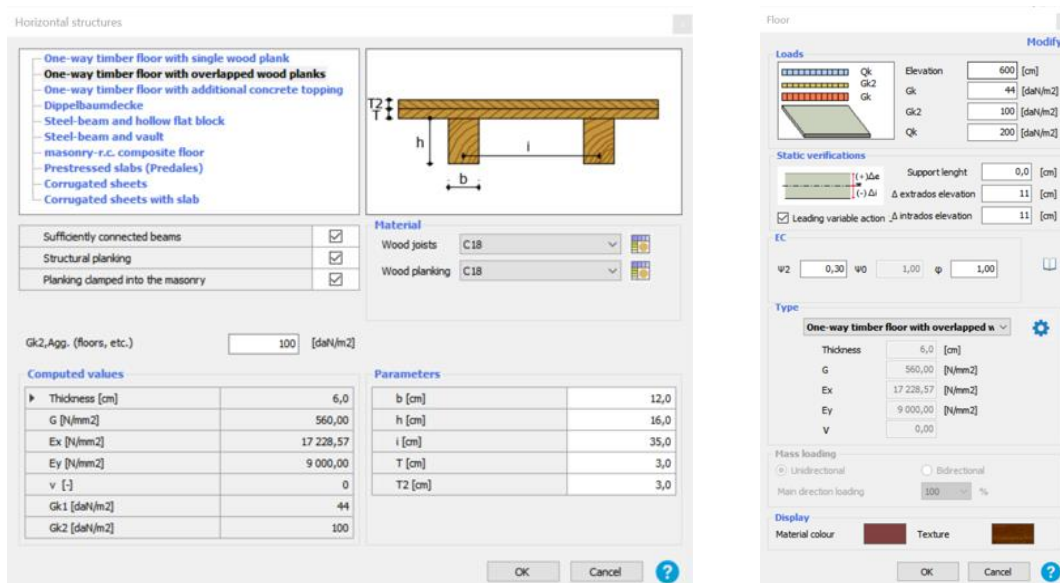 Horizontal structures
One-way timber floor with single wood plank
One-way timber floor with overlapped wood planks
One-way timber floor with additional concrete topping
Dippelbaumdecke
Steel-beam and hollow flat block
Steel-beam and vault
masonry-r.c. composite floor
Prestressed slabs (Predales)
Corrugated sheets
Corrugated sheets with slab
T2
T
h
i
b
Sufficiently connected beams
Structural planking
Planking clamped into the masonry
Material
Wood joists C18
Wood planking C18
Gk2,Agg. (floors, etc.) 100 [daN/m2]
Computed values
Thickness [cm] 6,0
G [N/mm2] 560,00
Ex [N/mm2] 17 228,57
Ey [N/mm2] 9 000,00
v [-] 0
Gk1 [daN/m2] 44
Gk2 [daN/m2] 100
Parameters
b [cm] 12,0
h [cm] 16,0
i [cm] 35,0
T [cm] 3,0
T2 [cm] 3,0
OK Cancel ?
Floor
Modify
Loads
Qk
Gk2
Gk
Elevation 600 [cm]
Gk 44 [daN/m2]
Gk2 100 [daN/m2]
Qk 200 [daN/m2]
Static verifications
(+)Δe
(-)Δi
Support lenght 0,0 [cm]
Δ extrados elevation 11 [cm]
Leading variable action Δ intrados elevation 11 [cm]
EC
Ψ2 0,30 Ψ0 1,00 φ 1,00
Type
One-way timber floor with overlapped w
Thickness 6,0 [cm]
G 560,00 [N/mm2]
Ex 17 228,57 [N/mm2]
Ey 9 000,00 [N/mm2]
V 0,00
Mass loading
Unidirectional Bidirectional
Main direction loading 100 %
Display
Material colour Texture
OK Cancel ?